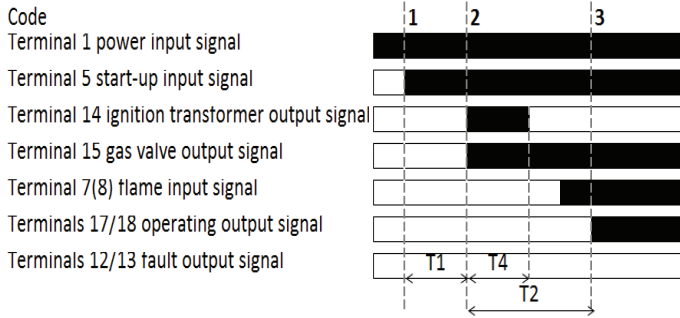 Code 1 2 3
Terminal 1 power input signal
Terminal 5 start-up input signal
Terminal 14 ignition transformer output signal
Terminal 15 gas valve output signal
Terminal 7(8) flame input signal
Terminals 17/18 operating output signal
Terminals 12/13 fault output signal
T1 T4
T2